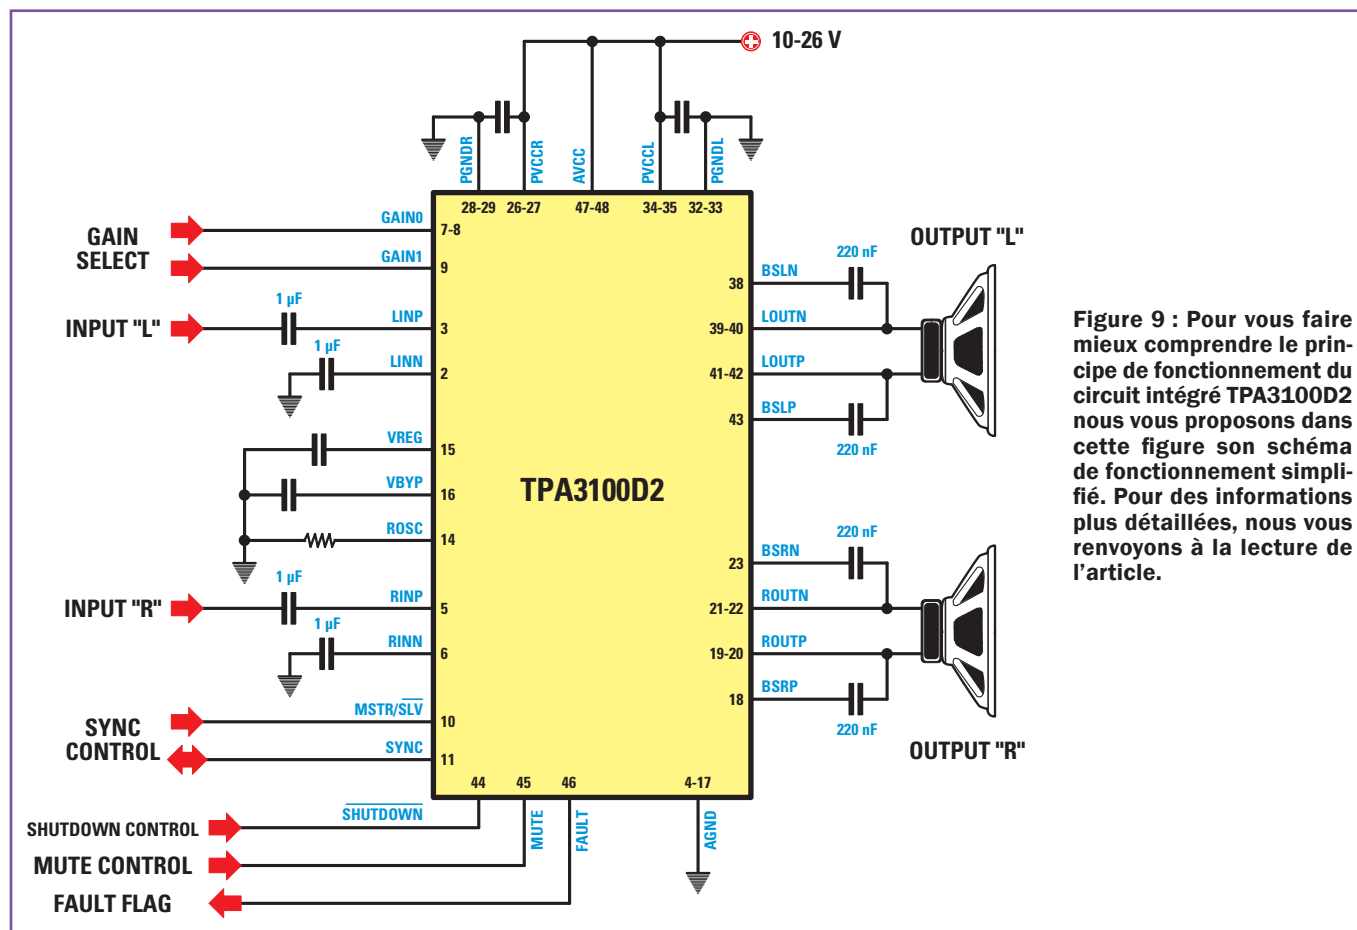 10-26 V
PGNDR
PVCCR
AVCC
PVCCL
PGNDL
28-29 26-27 47-48 34-35 32-33
GAIN
SELECT
GAIN0
7-8
GAIN1
9
INPUT "L"
1 µF
LINP
3
1 µF
LINN
2
VREG
15
VBYP
16
ROSC
14
INPUT "R"
1 µF
RINP
5
1 µF
RINN
6
SYNC
CONTROL
MSTR/SLV
10
SYNC
11
TPA3100D2
OUTPUT "L"
220 nF
BSLN
38
LOUTN
39-40
LOUTP
41-42
BSLP
43
220 nF
220 nF
BSRN
23
ROUTN
21-22
ROUTP
19-20
BSRP
18
220 nF
OUTPUT "R"
44 45 46 4-17
SHUTDOWN
MUTE
FAULT
AGND
SHUTDOWN CONTROL
MUTE CONTROL
FAULT FLAG
Figure 9 : Pour vous faire
mieux comprendre le prin-
cipe de fonctionnement du
circuit intégré TPA3100D2
nous vous proposons dans
cette figure son schéma
de fonctionnement simpli-
fié. Pour des informations
plus détaillées, nous vous
renvoyons à la lecture de
l'article.